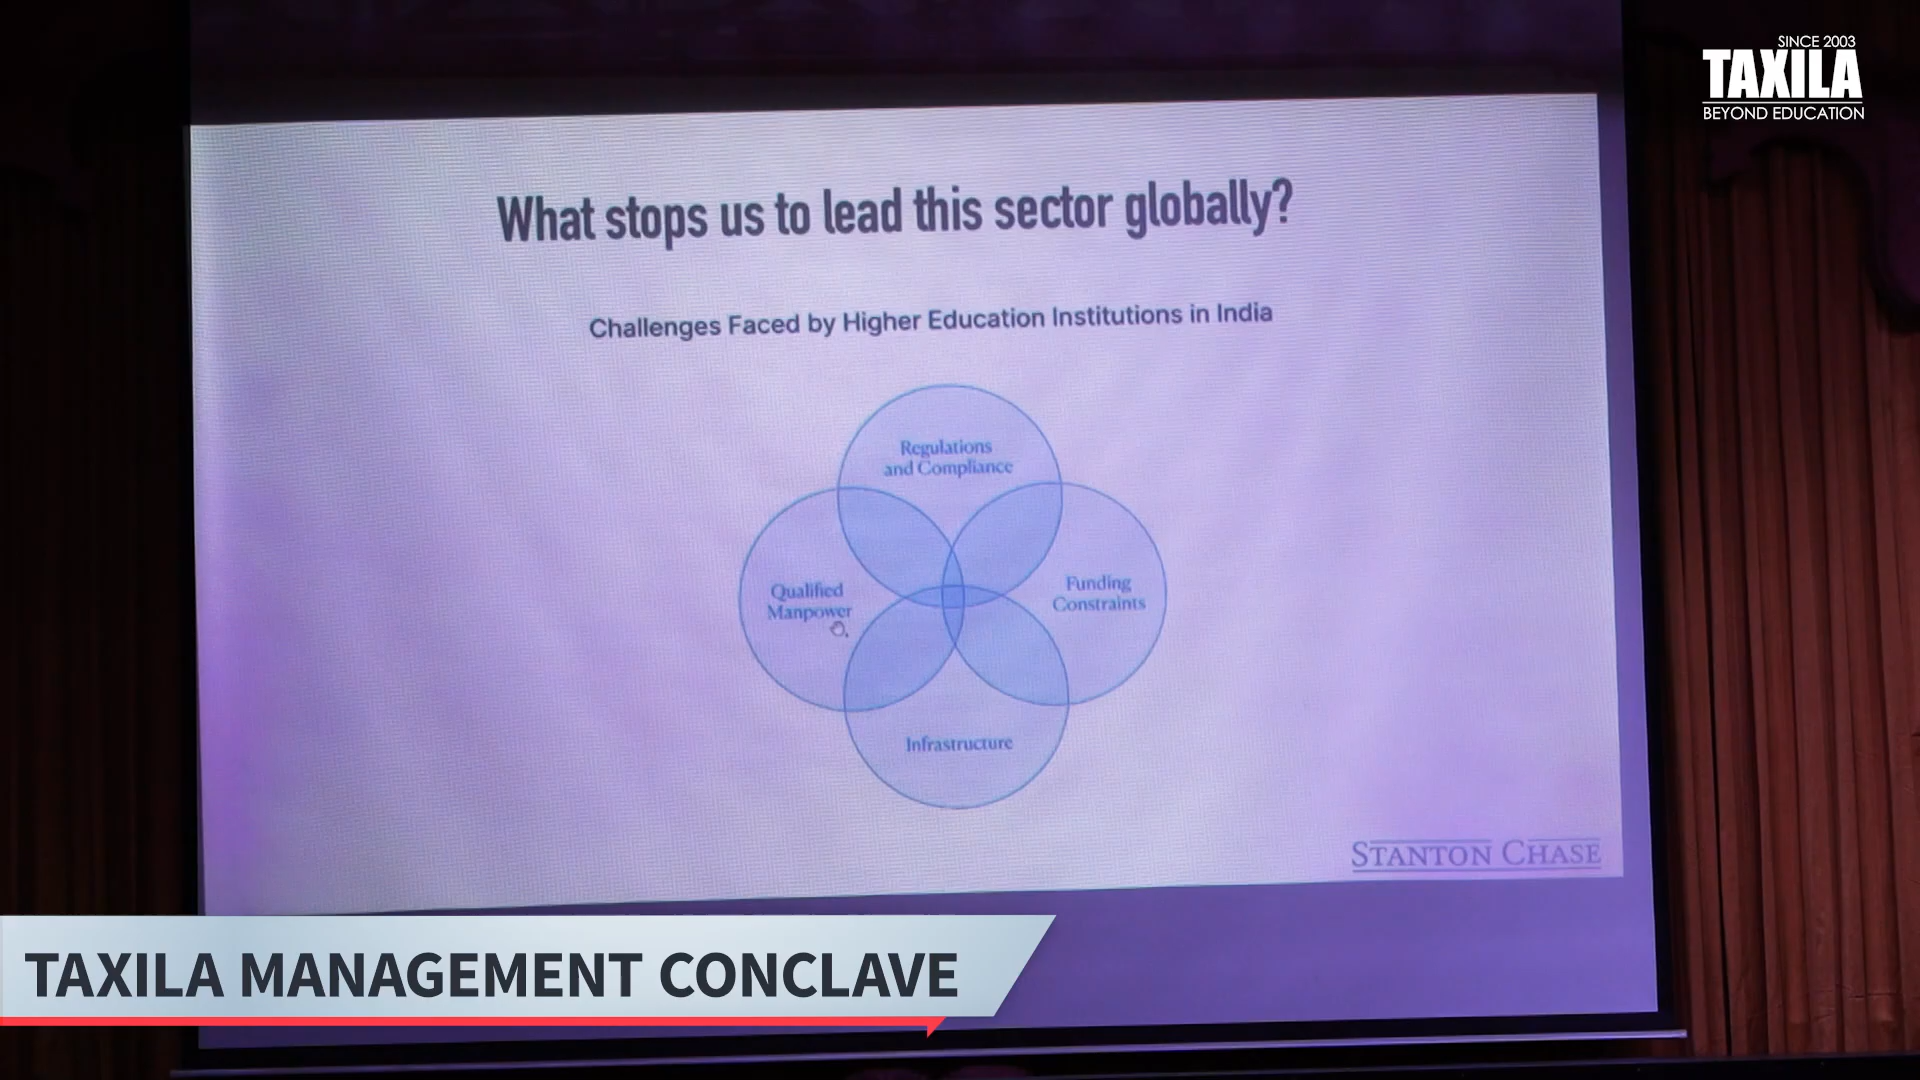 SINCE 2003
TAXILA
BEYOND EDUCATION
What stops us to lead this sector globally?
Challenges Faced by Higher Education Institutions in India
Regulations
and Compliance
Qualified
Manpower
Funding
Constraints
Infrastructure
STANTON CHASE
TAXILA MANAGEMENT CONCLAVE